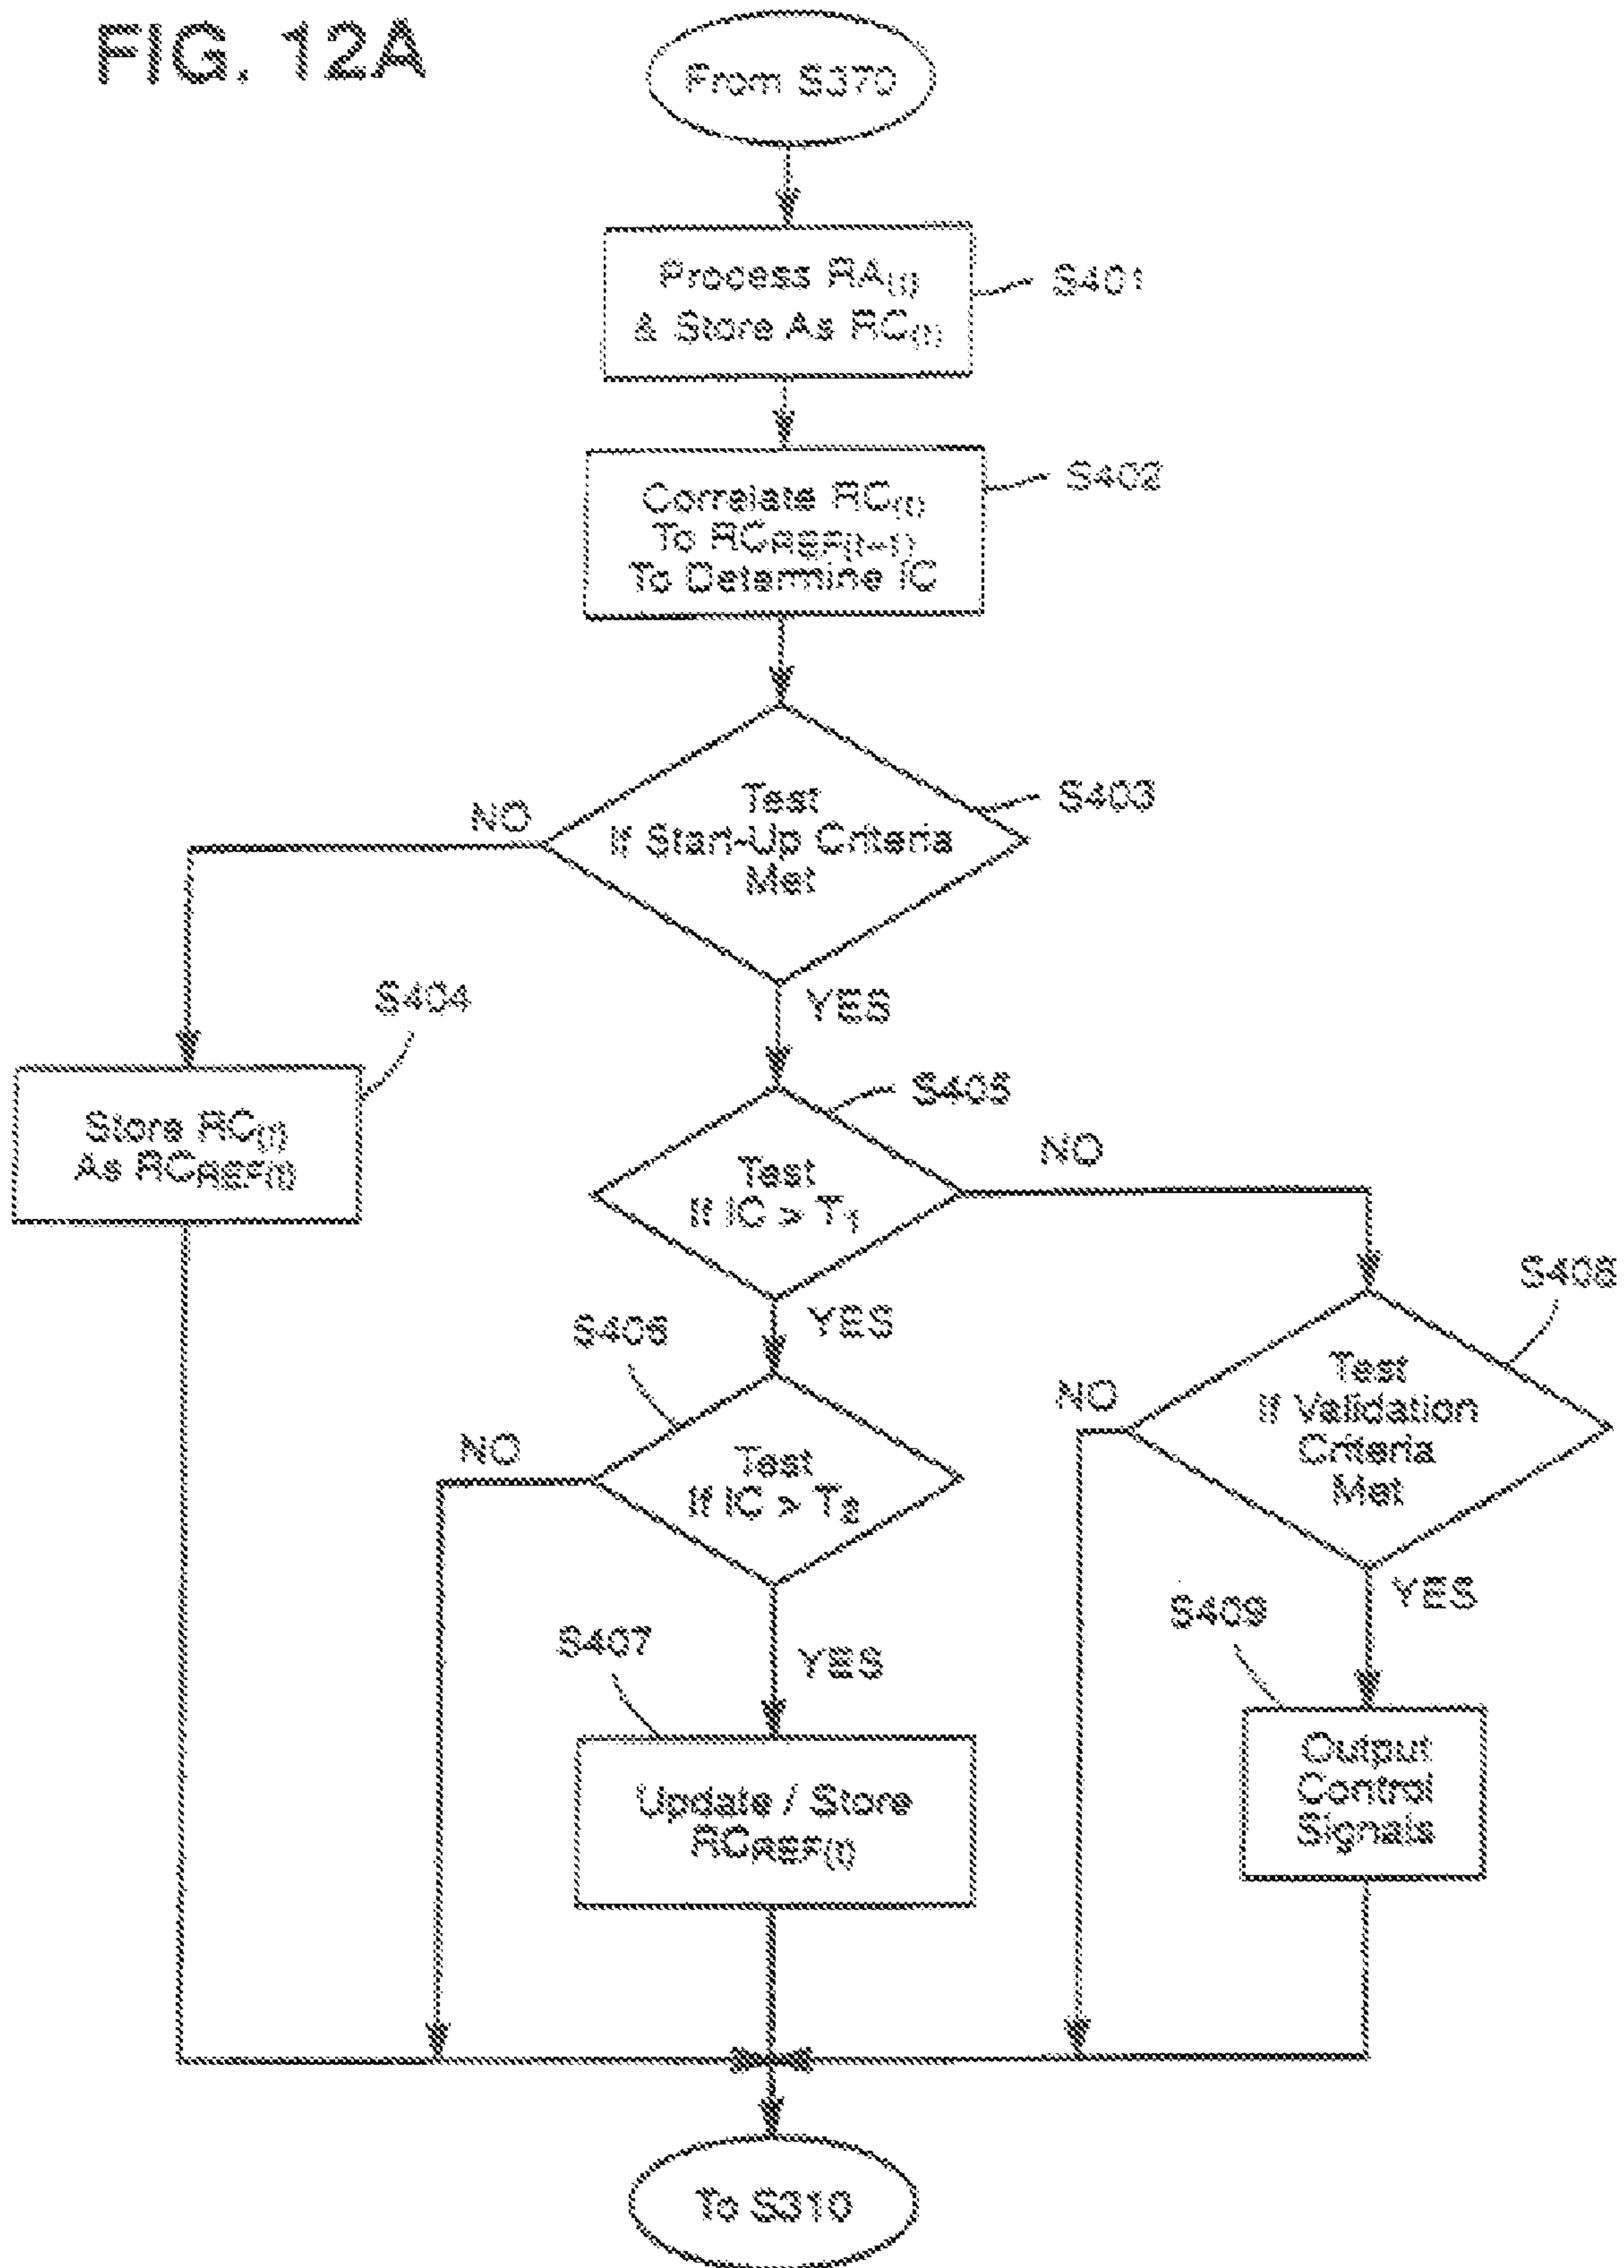 FIG. 12A
From S370
Process RA(t)
& Store As RC(t)
S401
Correlate RC(t)
To RCREF(t-1)
To Determine IC
S402
Test
If Start-Up Criteria
Met
S403
NO
YES
S404
Store RC(t)
As RCREF(t)
S405
Test
If IC > T1
NO
YES
S406
Test
If IC > T2
NO
YES
S408
Test
If Validation
Criteria
Met
NO
YES
S407
Update / Store
RCREF(t)
S409
Output
Control
Signals
To S310